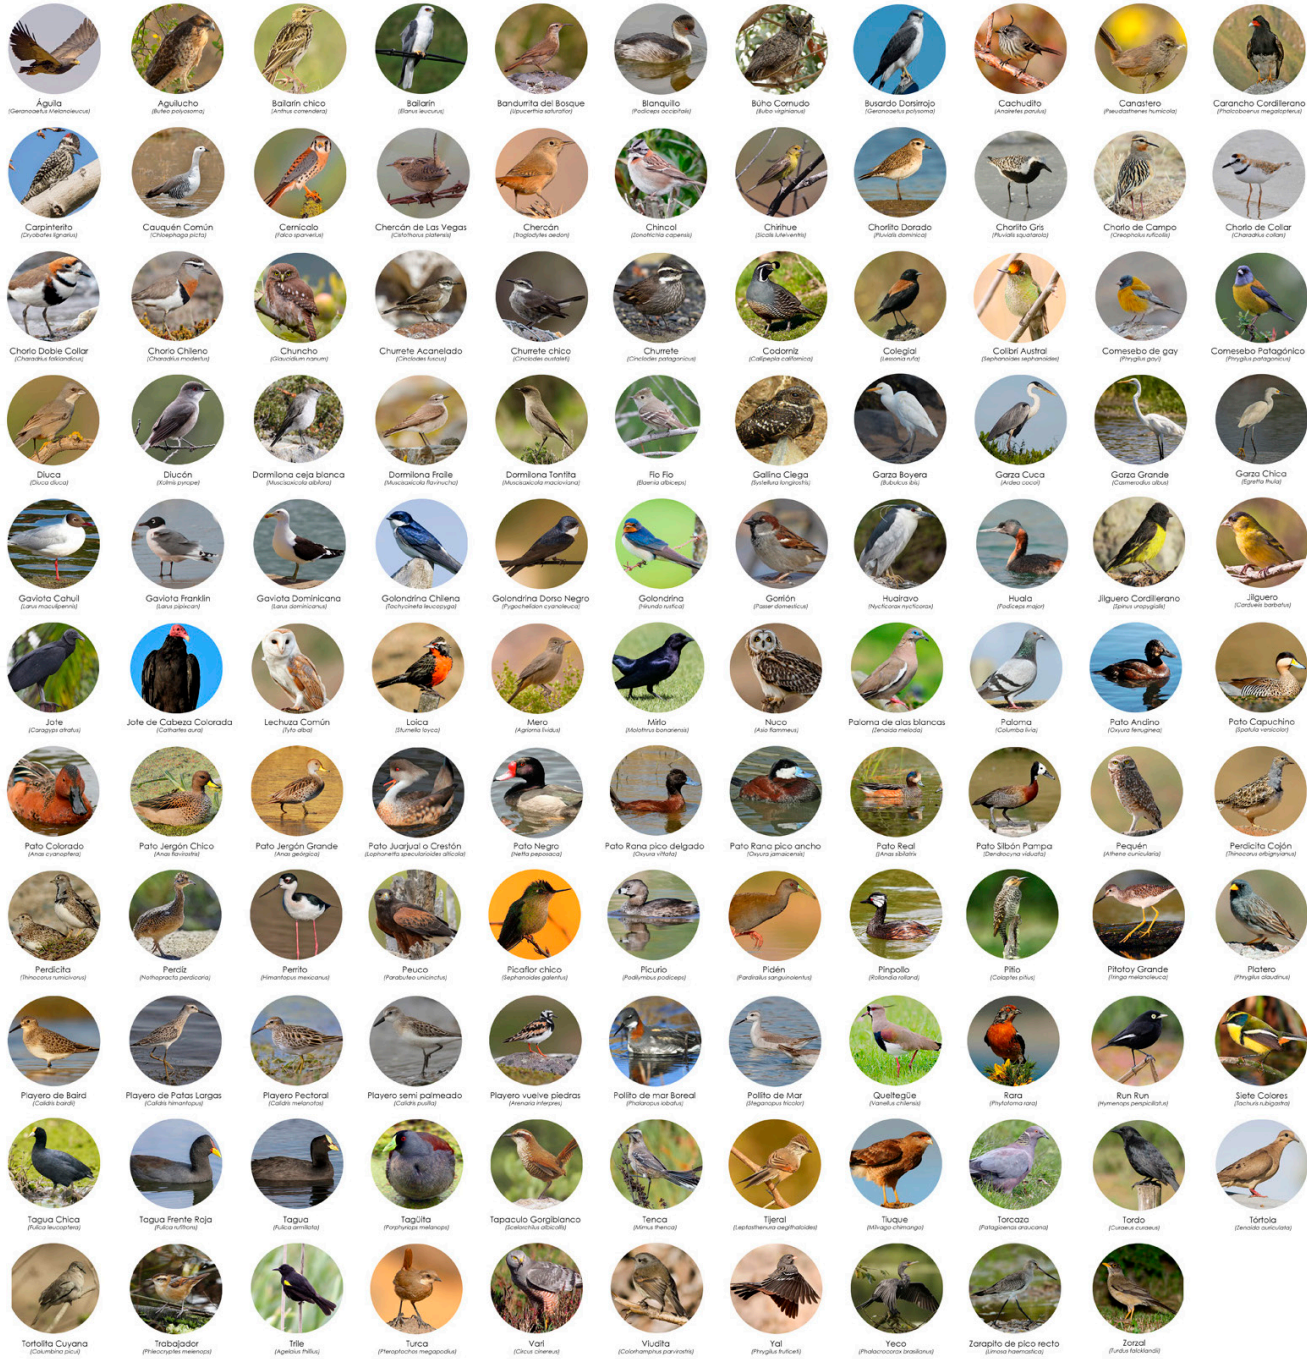 Águila
(Geranoaetus Melanoleucus)
Aguilucho
(Buteo polyosoma)
Bailarín chico
(Anthus correndera)
Bailarín
(Elanus leucurus)
Bandurrita del Bosque
(Upucerthia saturatior)
Blanquillo
(Podiceps occipitalis)
Búho Cornudo
(Bubo virginianus)
Busardo Dorsirrojo
(Geranoaetus polysoma)
Cachudito
(Anairetes parulus)
Canastero
(Pseudasthenes humicola)
Carancho Cordillerano
(Phalcoboenus megalopterus)
Carpinterito
(Dryobates lignarius)
Cauquén Común
(Chloephaga picta)
Cernícalo
(Falco sparverius)
Chercán de Las Vegas
(Cistothorus platensis)
Chercán
(Troglodytes aedon)
Chincol
(Zonotrichia capensis)
Chirihue
(Sicalis luteiventris)
Chorlito Dorado
(Pluvialis dominica)
Chorlito Gris
(Pluvialis squatarola)
Chorlo de Campo
(Oreopholus ruficollis)
Chorlo de Collar
(Charadrius collaris)
Chorlo Doble Collar
(Charadrius falklandicus)
Chorlo Chileno
(Charadrius modestus)
Chuncho
(Glaucidium nanum)
Churrete Acanelado
(Cinclodes fuscus)
Churrete chico
(Cinclodes oustaleti)
Churrete
(Cinclodes patagonicus)
Codorniz
(Callipepla californica)
Colegial
(Lessonia rufa)
Colibrí Austral
(Sephanoides sephanoides)
Comesebo de gay
(Phrygilus gayi)
Comesebo Patagónico
(Phrygilus patagonicus)
Diuca
(Diuca diuca)
Diucón
(Xolmis pyrope)
Dormilona ceja blanca
(Muscisaxicola albilora)
Dormilona Fraile
(Muscisaxicola flavinucha)
Dormilona Tontita
(Muscisaxicola macloviana)
Fio Fio
(Elaenia albiceps)
Gallina Ciega
(Systellura longirostris)
Garza Boyera
(Bubulcus ibis)
Garza Cuca
(Ardea cocoi)
Garza Grande
(Casmerodius albus)
Garza Chica
(Egretta thula)
Gaviota Cahuil
(Larus maculipennis)
Gaviota Franklin
(Larus pipixcan)
Gaviota Dominicana
(Larus dominicanus)
Golondrina Chilena
(Tachycineta leucopyga)
Golondrina Dorso Negro
(Pygochelidon cyanoleuca)
Golondrina
(Hirundo rustica)
Gorrión
(Passer domesticus)
Huairavo
(Nycticorax nycticorax)
Huala
(Podiceps major)
Jilguero Cordillerano
(Spinus uropygialis)
Jilguero
(Carduelis barbatus)
Jote
(Coragyps atratus)
Jote de Cabeza Colorada
(Cathartes aura)
Lechuza Común
(Tyto alba)
Loica
(Sturnella loyca)
Mero
(Agriornis lividus)
Mirlo
(Molothrus bonariensis)
Nuco
(Asio flammeus)
Paloma de alas blancas
(Zenaida meloda)
Paloma
(Columba livia)
Pato Andino
(Oxyura ferruginea)
Pato Capuchino
(Spatula versicolor)
Pato Colorado
(Anas cyanoptera)
Pato Jergón Chico
(Anas flavirostris)
Pato Jergón Grande
(Anas geórgica)
Pato Juarjual o Crestón
(Lophonetta specularioides alticola)
Pato Negro
(Netta peposaca)
Pato Rana pico delgado
(Oxyura vittata)
Pato Rana pico ancho
(Oxyura jamaicensis)
Pato Real
(Anas sibilatrix)
Pato Silbón Pampa
(Dendrocyna viduata)
Pequén
(Athene cunicularia)
Perdicita Cojón
(Thinocorus orbignyianus)
Perdicita
(Thinocorus rumicivorus)
Perdíz
(Nothoprocta perdicaria)
Perrito
(Himantopus mexicanus)
Peuco
(Parabuteo unicinctus)
Picaflor chico
(Sephanoides galeritus)
Picurio
(Podilymbus podiceps)
Pidén
(Pardirallus sanguinolentus)
Pinpollo
(Rollandia rolland)
Pitio
(Colaptes pitius)
Pitotoy Grande
(Tringa melanoleuca)
Platero
(Phrygilus alaudinus)
Playero de Baird
(Calidris bairdii)
Playero de Patas Largas
(Calidris himantopus)
Playero Pectoral
(Calidris melanotos)
Playero semi palmeado
(Calidris pusilla)
Playero vuelve piedras
(Arenaria interpres)
Pollito de mar Boreal
(Phalaropus lobatus)
Pollito de Mar
(Steganopus tricolor)
Queltegüe
(Vanellus chilensis)
Rara
(Phytotoma rara)
Run Run
(Hymenops perspicillatus)
Siete Colores
(Tachuris rubigastra)
Tagua Chica
(Fulica leucoptera)
Tagua Frente Roja
(Fulica rufifrons)
Tagua
(Fulica armillata)
Tagüita
(Porphyriops melanops)
Tapaculo Gorgiblanco
(Scelorchilus albicollis)
Tenca
(Mimus thenca)
Tijeral
(Leptasthenura aegithaloides)
Tiuque
(Milvago chimango)
Torcaza
(Patagioenas araucana)
Tordo
(Curaeus curaeus)
Tórtola
(Zenaida auriculata)
Tortolita Cuyana
(Columbina picui)
Trabajador
(Phleocryptes melanops)
Trile
(Agelaius thilius)
Turca
(Pteroptochos megapodius)
Vari
(Circus cinereus)
Viudita
(Colorhamphus parvirostris)
Yal
(Phrygilus fruticeti)
Yeco
(Phalacrocorax brasilianus)
Zarapito de pico recto
(Limosa haemastica)
Zorzal
(Turdus falcklandii)